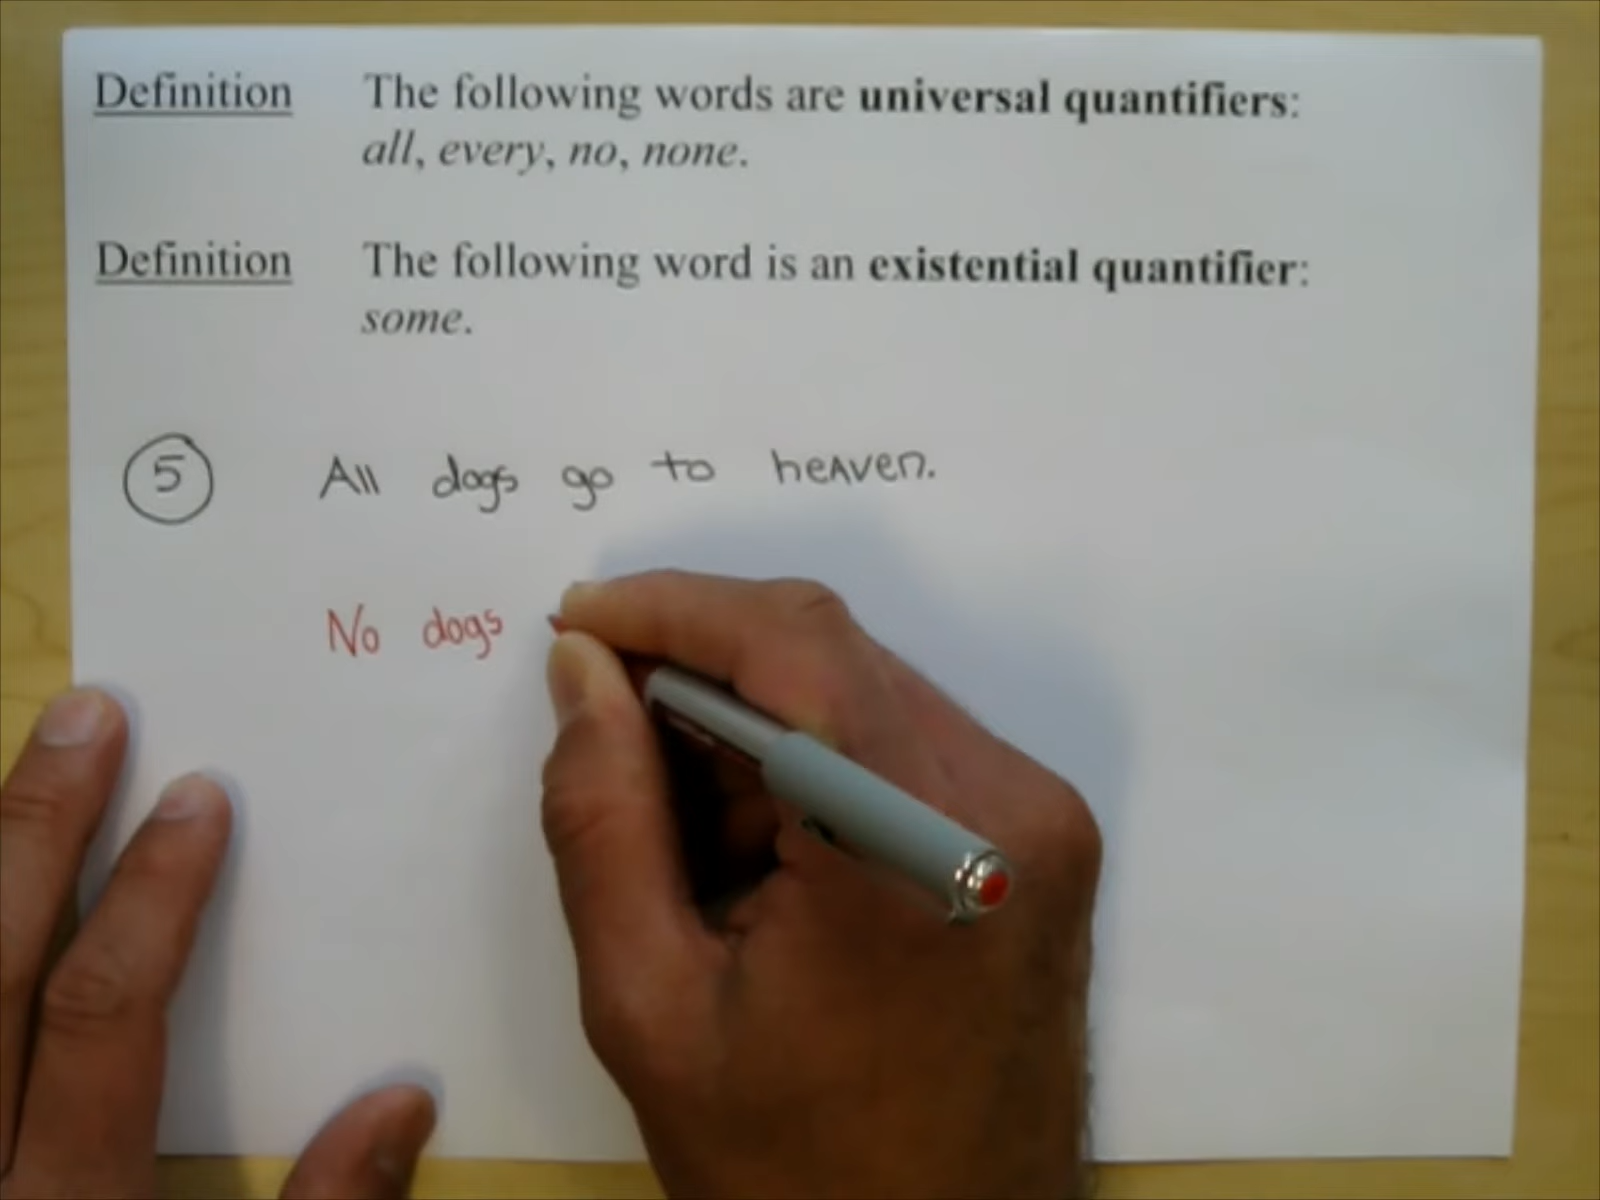 Definition The following words are universal quantifiers:
all, every, no, none.
Definition The following word is an existential quantifier:
some.
5 All dogs go to heaven.
No dogs